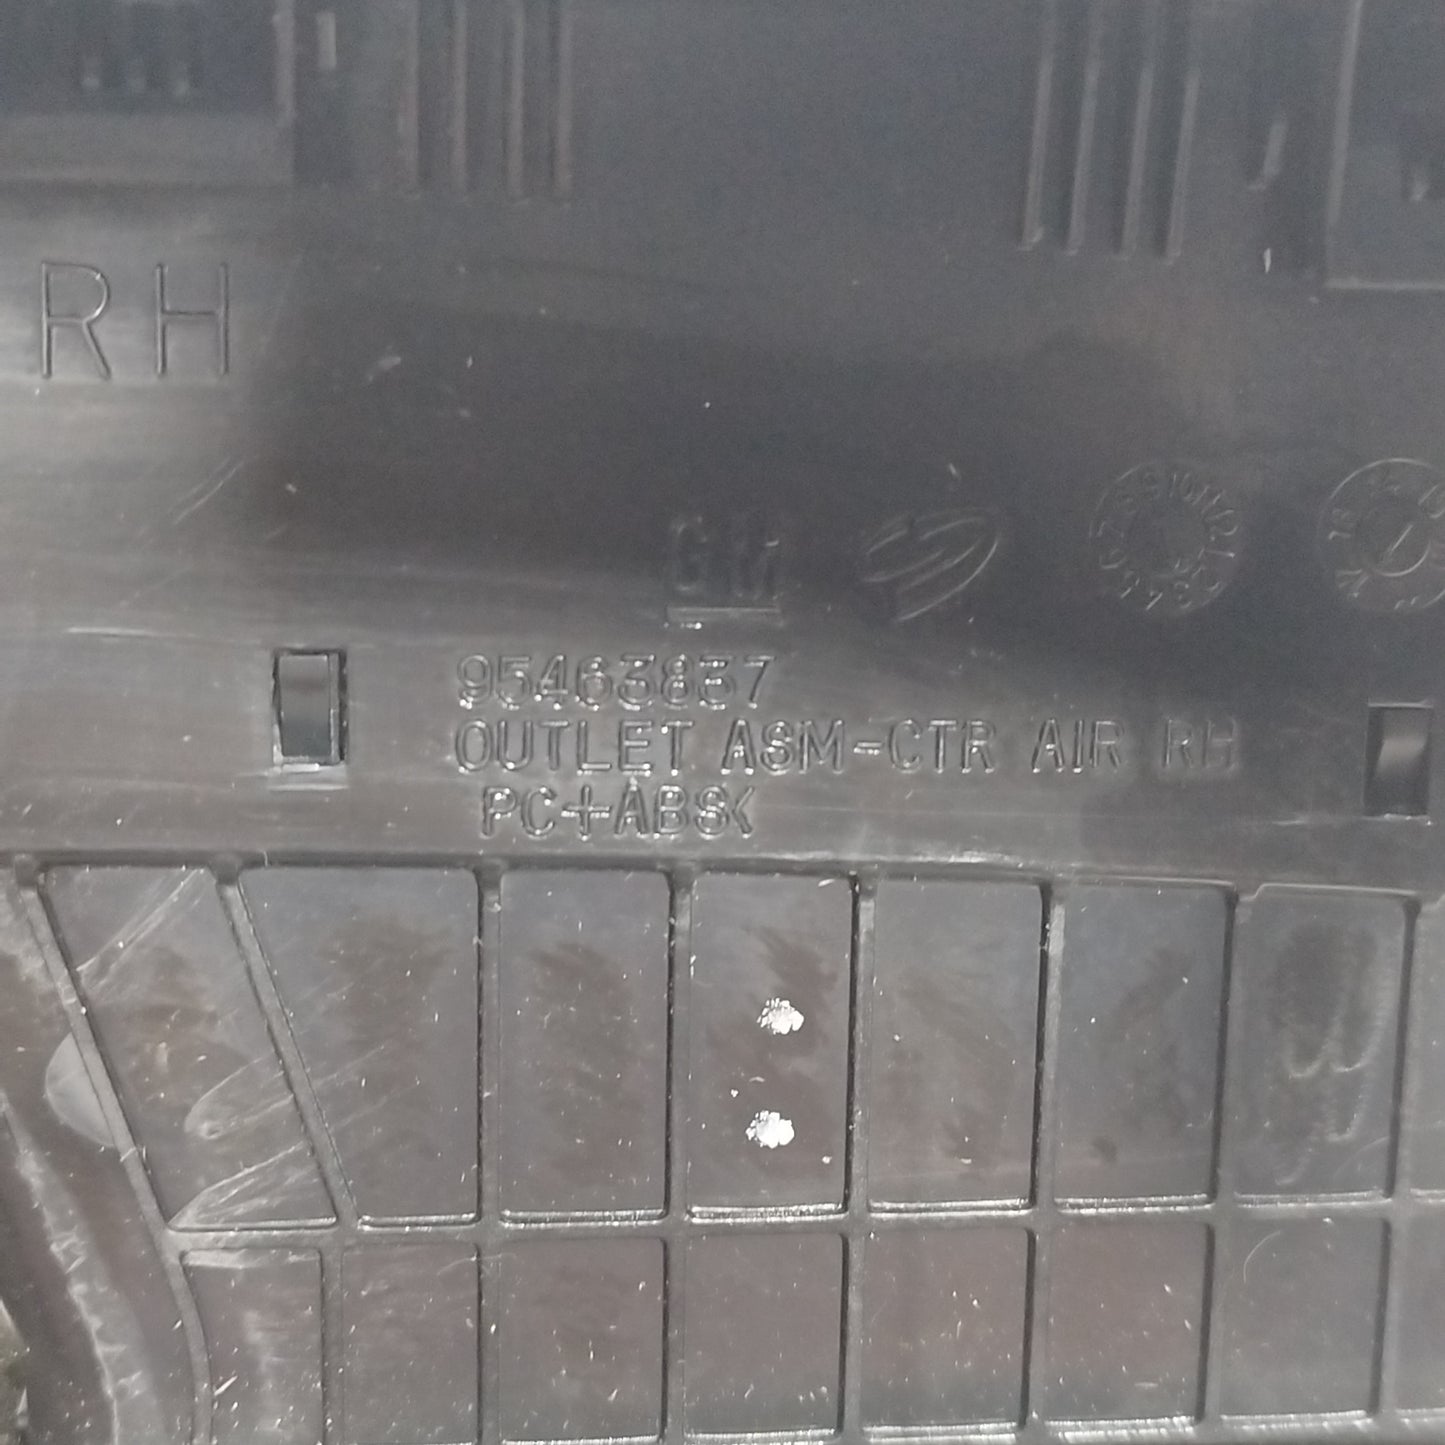 RH
GM
95463837
OUTLET ASM-CTR AIR RH
PC+ABS<